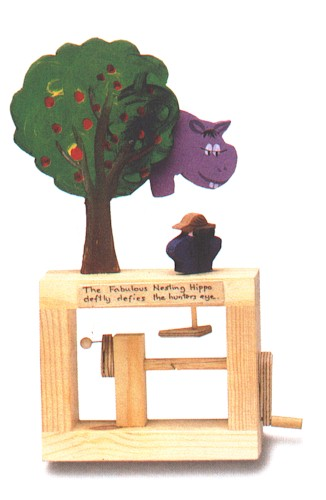 The Fabulous Nesting Hippo
deftly defies the hunters eye..